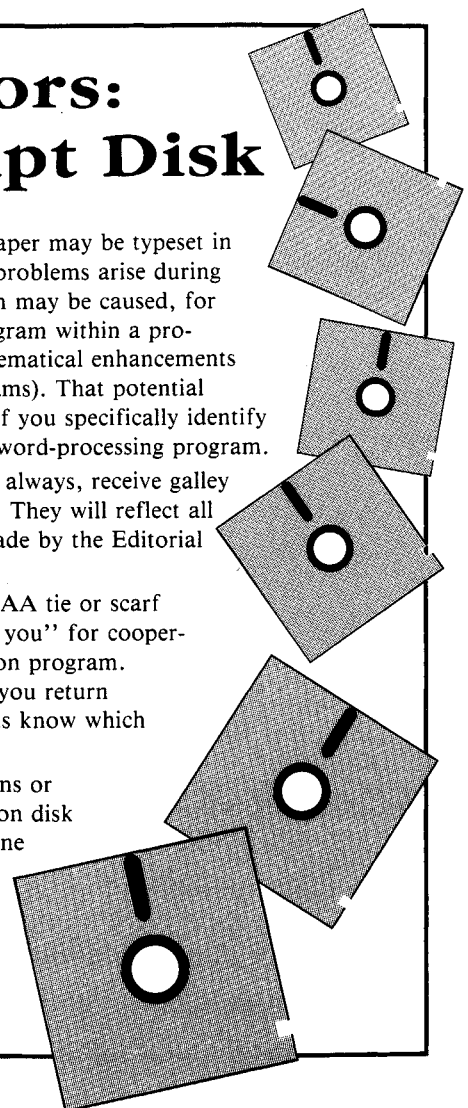 ors:
pt Disk
aper may be typeset in
problems arise during
n may be caused, for
gram within a pro-
ematical enhancements
ms). That potential
f you specifically identify
word-processing program.
always, receive galley
They will reflect all
ade by the Editorial
AA tie or scarf
you'' for cooper-
on program.
you return
s know which
ns or
on disk
ne